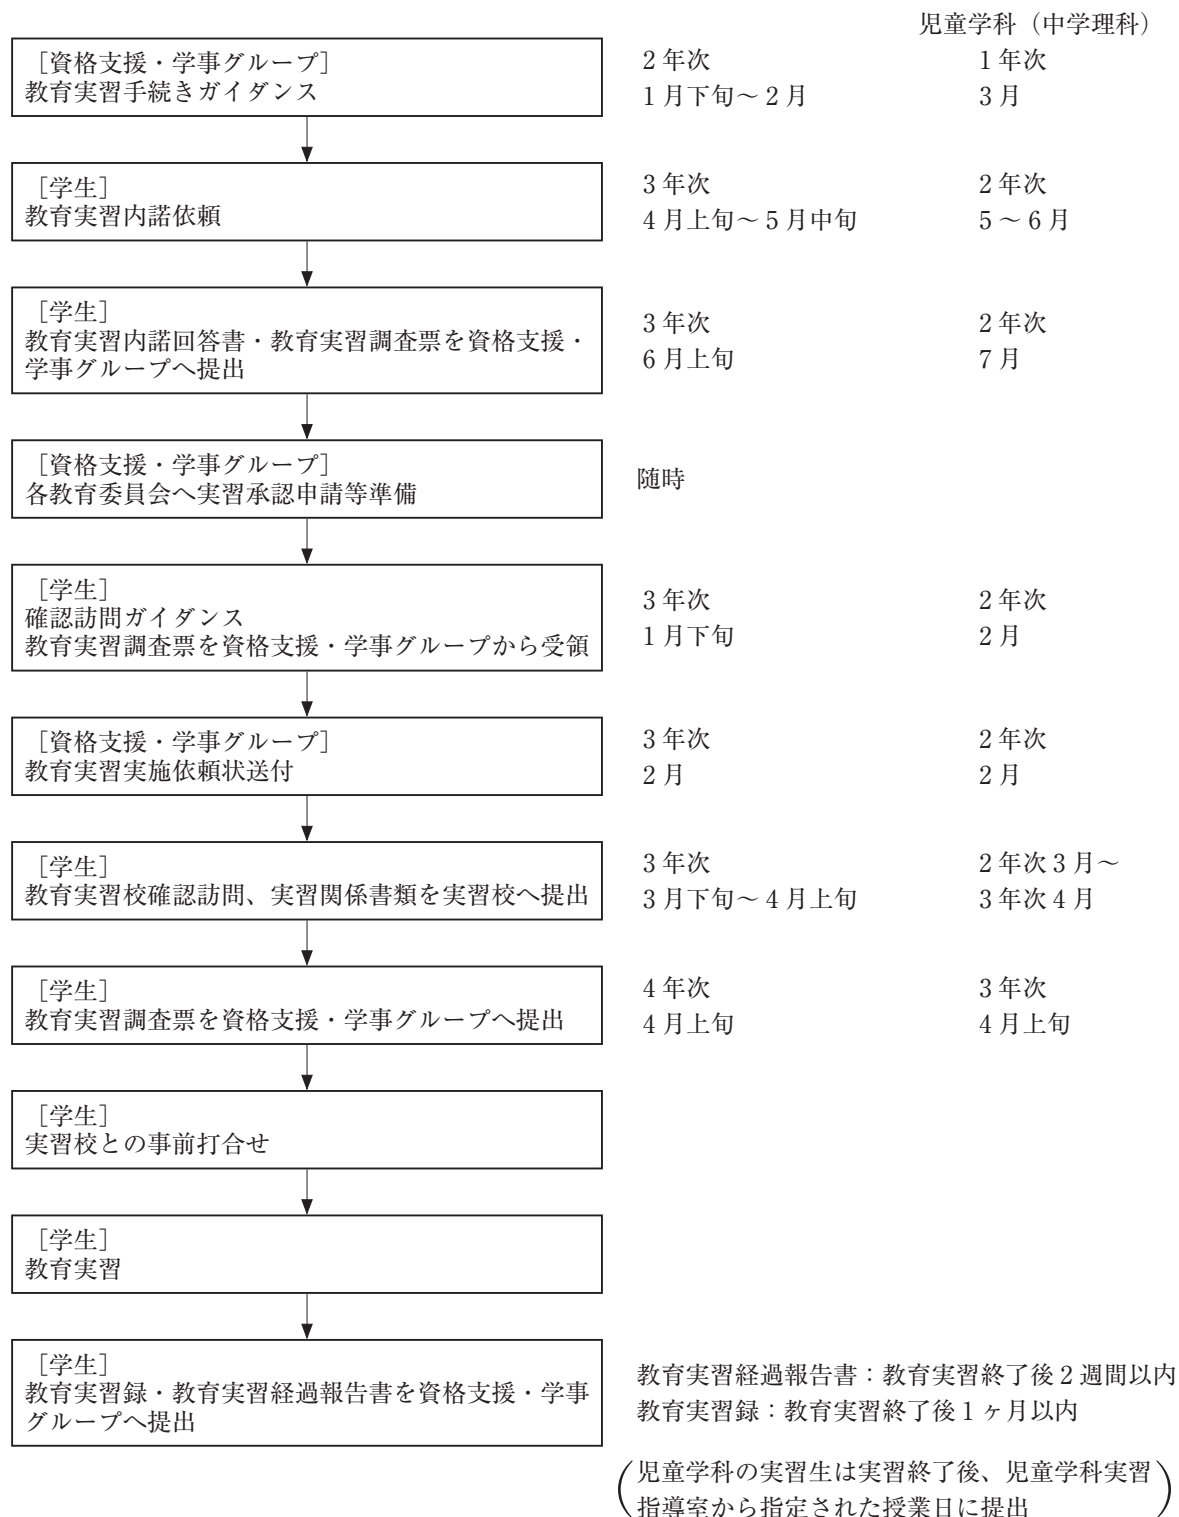 児童学科（中学理科）
［資格支援・学事グループ］
教育実習手続きガイダンス
2年次
1月下旬～2月
1年次
3月
［学生］
教育実習内諾依頼
3年次
4月上旬～5月中旬
2年次
5～6月
［学生］
教育実習内諾回答書・教育実習調査票を資格支援・
学事グループへ提出
3年次
6月上旬
2年次
7月
［資格支援・学事グループ］
各教育委員会へ実習承認申請等準備
随時
［学生］
確認訪問ガイダンス
教育実習調査票を資格支援・学事グループから受領
3年次
1月下旬
2年次
2月
［資格支援・学事グループ］
教育実習実施依頼状送付
3年次
2月
2年次
2月
［学生］
教育実習校確認訪問、実習関係書類を実習校へ提出
3年次
3月下旬～4月上旬
2年次3月～
3年次4月
［学生］
教育実習調査票を資格支援・学事グループへ提出
4年次
4月上旬
3年次
4月上旬
［学生］
実習校との事前打合せ
［学生］
教育実習
［学生］
教育実習録・教育実習経過報告書を資格支援・学事
グループへ提出
教育実習経過報告書：教育実習終了後2週間以内
教育実習録：教育実習終了後1ヶ月以内
（児童学科の実習生は実習終了後、児童学科実習
指導室から指定された授業日に提出）